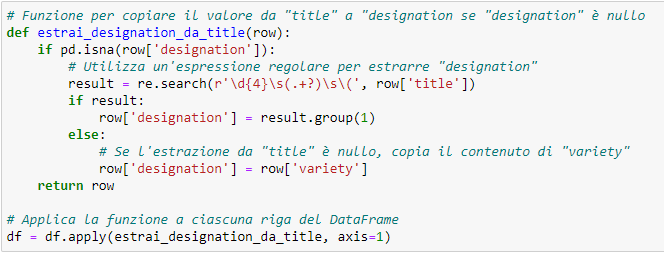 # Funzione per copiare il valore da "title" a "designation se "designation" è nullo
def estrai_designation_da_title(row):
    if pd.isna(row['designation']):
        # Utilizza un'espressione regolare per estrarre "designation"
        result = re.search(r'\d{4}\s(.+?)\s\(', row['title'])
        if result:
            row['designation'] = result.group(1)
        else:
            # Se l'estrazione da "title" è nullo, copia il contenuto di "variety"
            row['designation'] = row['variety']
    return row

# Applica la funzione a ciascuna riga del DataFrame
df = df.apply(estrai_designation_da_title, axis=1)